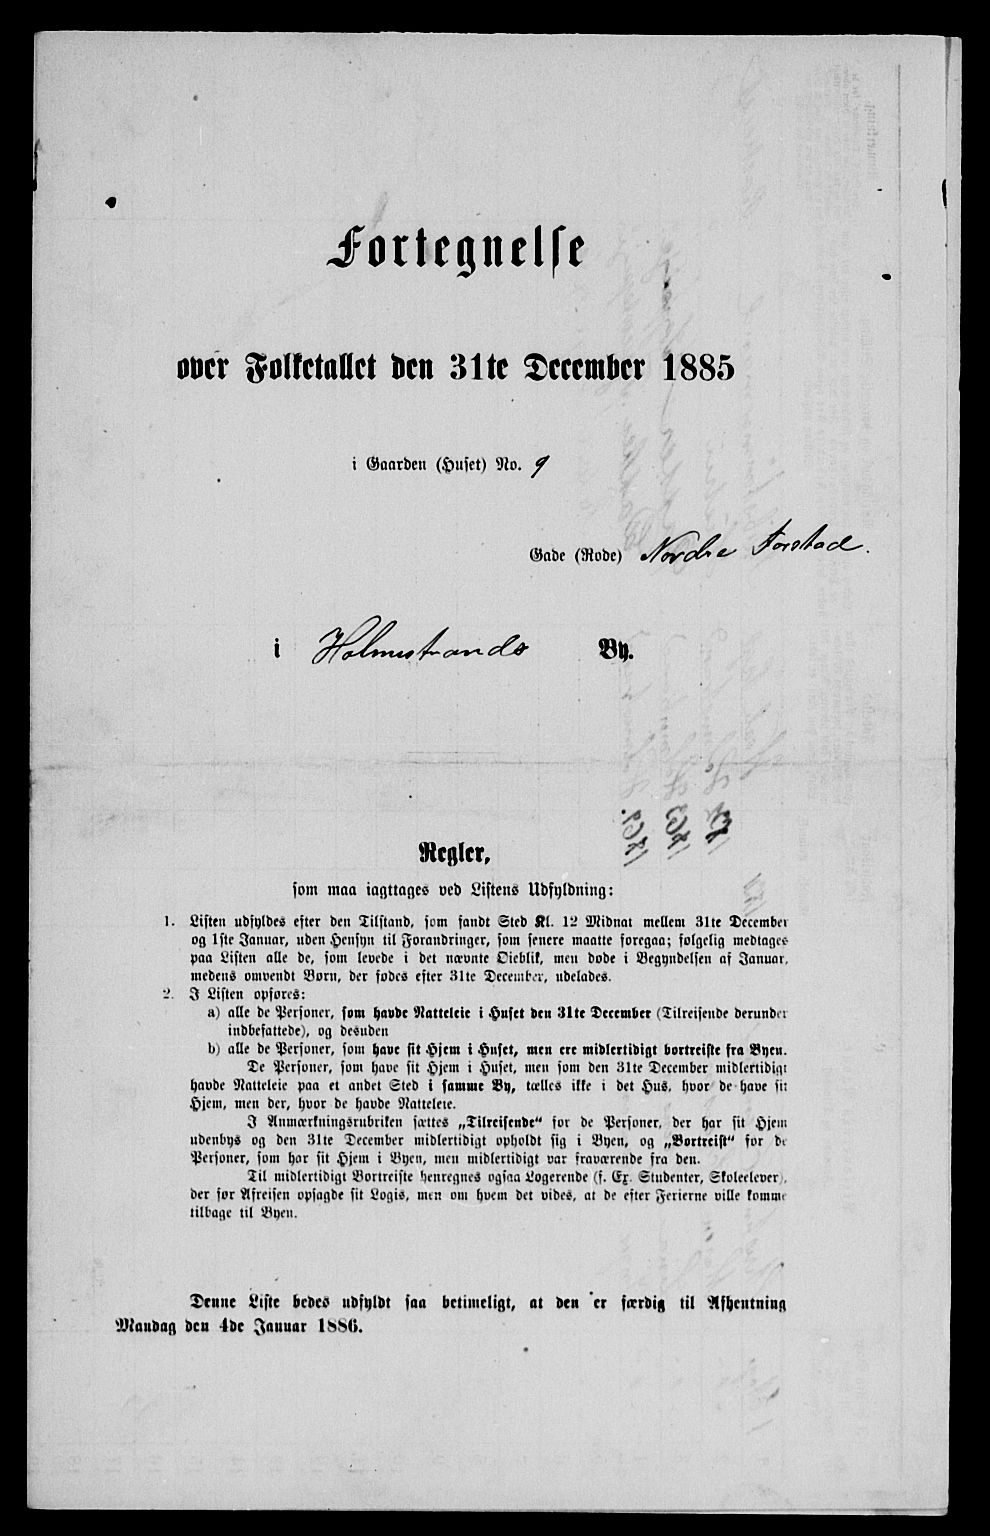 Fortegnelse
over Folketallet den 31te December 1885
i Gaarden (Huset) No. 9
Gade (Rode) Nordre Forstad.
i Holmestrands By.
Regler,
som maa iagttages ved Listens Udfyldning:
1. Listen udfyldes efter den Tilstand, som fandt Sted Kl. 12 Midnat mellem 31te December
og 1ste Januar, uden Hensyn til Forandringer, som senere maatte foregaa; følgelig medtages
paa Listen alle de, som levede i det nævnte Øieblik, men døde i Begyndelsen af Januar,
medens omvendt Børn, der fødes efter 31te December, udelades.
2. I Listen opføres:
a) alle de Personer, som havde Natteleie i Huset den 31te December (Tilreisende derunder
indbefattede), og desuden
b) alle de Personer, som have sit Hjem i Huset, men ere midlertidigt bortreiste fra Byen.
De Personer, som have sit Hjem i Huset, men som den 31te December midlertidigt
havde Natteleie paa et andet Sted i samme By, tælles ikke i det Hus, hvor de have sit
Hjem, men der, hvor de havde Natteleie.
I Anmærkningsrubriken sættes „Tilreisende“ for de Personer, der har sit Hjem
udenbys og den 31te December midlertidigt opholdt sig i Byen, og „Bortreist“ for de
Personer, som har sit Hjem i Byen, men midlertidigt var fraværende fra den.
Til midlertidigt Bortreiste henregnes ogsaa Logerende (f. Ex. Studenter, Skoleelever),
der før Afreisen opsagde sit Logis, men om hvem det vides, at de efter Ferierne ville komme
tilbage til Byen.
Denne Liste bedes udfyldt saa betimeligt, at den er færdig til Afhentning
Mandag den 4de Januar 1886.